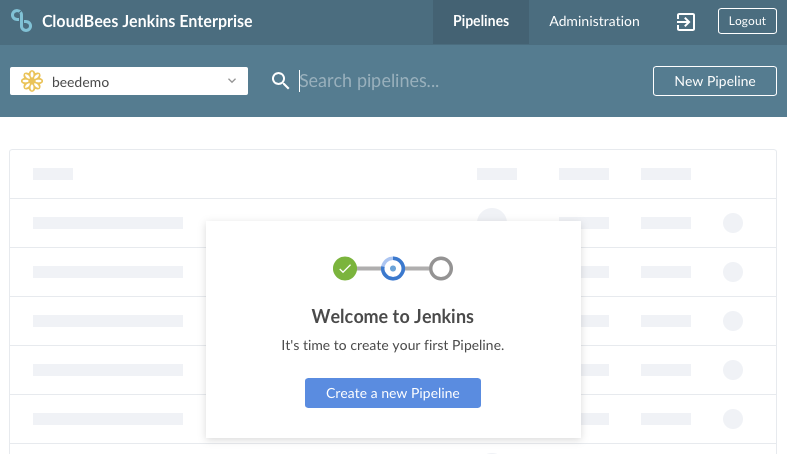 CloudBees Jenkins Enterprise
Pipelines
Administration
Logout
beedemo
Search pipelines...
New Pipeline
Welcome to Jenkins
It's time to create your first Pipeline.
Create a new Pipeline